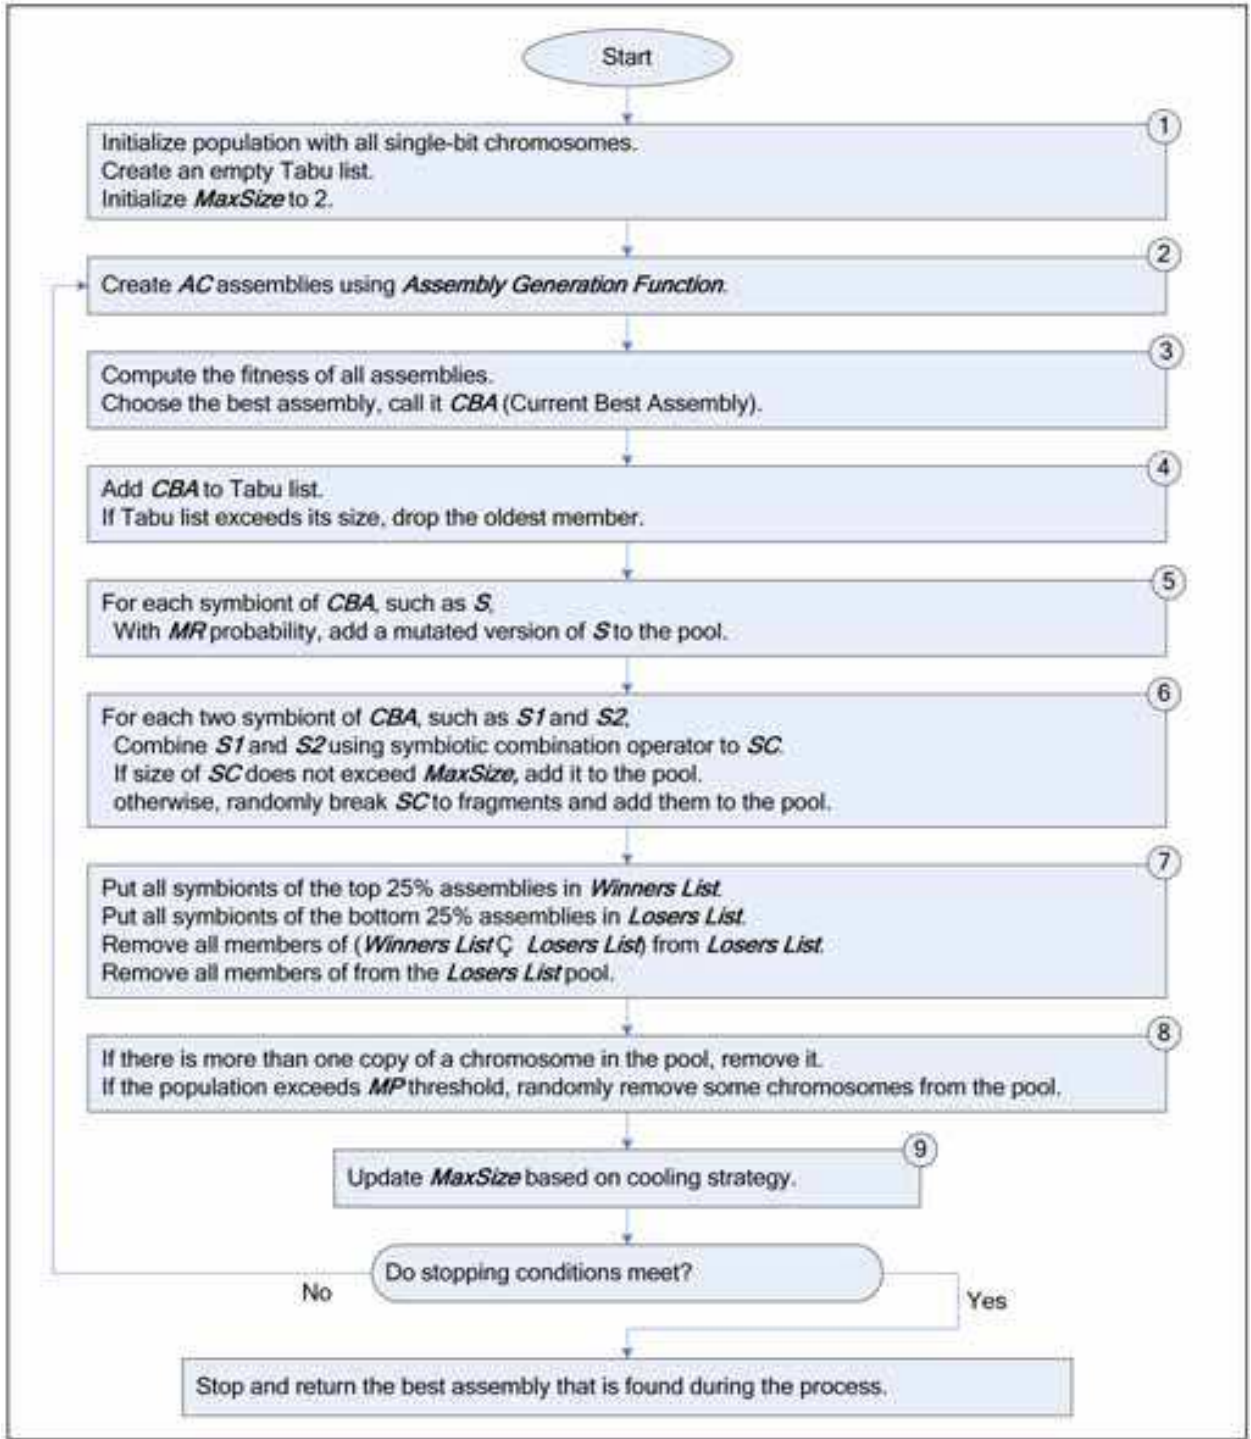 Start
1
Initialize population with all single-bit chromosomes.
Create an empty Tabu list.
Initialize MaxSize to 2.
2
Create AC assemblies using Assembly Generation Function.
3
Compute the fitness of all assemblies.
Choose the best assembly, call it CBA (Current Best Assembly).
4
Add CBA to Tabu list.
If Tabu list exceeds its size, drop the oldest member.
5
For each symbiont of CBA, such as S,
With MR probability, add a mutated version of S to the pool.
6
For each two symbiont of CBA, such as S1 and S2,
Combine S1 and S2 using symbiotic combination operator to SC.
If size of SC does not exceed MaxSize, add it to the pool.
otherwise, randomly break SC to fragments and add them to the pool.
7
Put all symbionts of the top 25% assemblies in Winners List.
Put all symbionts of the bottom 25% assemblies in Losers List.
Remove all members of (Winners List Ç Losers List) from Losers List.
Remove all members of from the Losers List pool.
8
If there is more than one copy of a chromosome in the pool, remove it.
If the population exceeds MP threshold, randomly remove some chromosomes from the pool.
9
Update MaxSize based on cooling strategy.
Do stopping conditions meet?
No
Yes
Stop and return the best assembly that is found during the process.